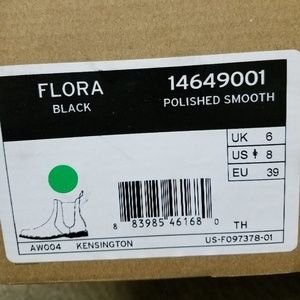 FLORA
BLACK
14649001
POLISHED SMOOTH
UK 6
US 8
EU 39
8 83985 46168 0
TH
AW004 KENSINGTON
US-F097378-01